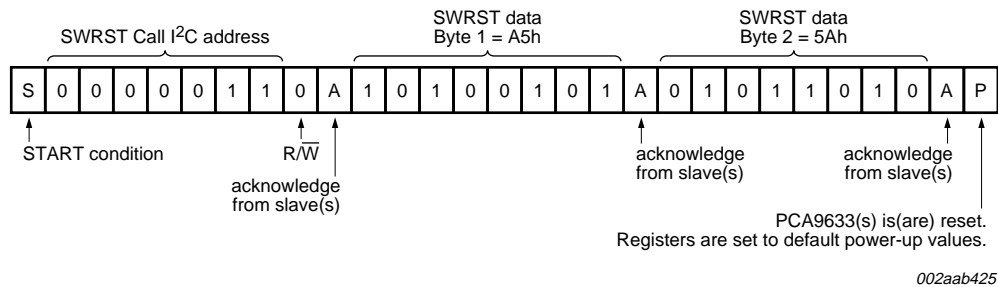 SWRST Call I2C address
SWRST data
Byte 1 = A5h
SWRST data
Byte 2 = 5Ah
S 0 0 0 0 0 1 1 0 A 1 0 1 0 0 1 0 1 A 0 1 0 1 1 0 1 0 A P
START condition
R/W̅
acknowledge
from slave(s)
acknowledge
from slave(s)
acknowledge
from slave(s)
PCA9633(s) is(are) reset.
Registers are set to default power-up values.
002aab425